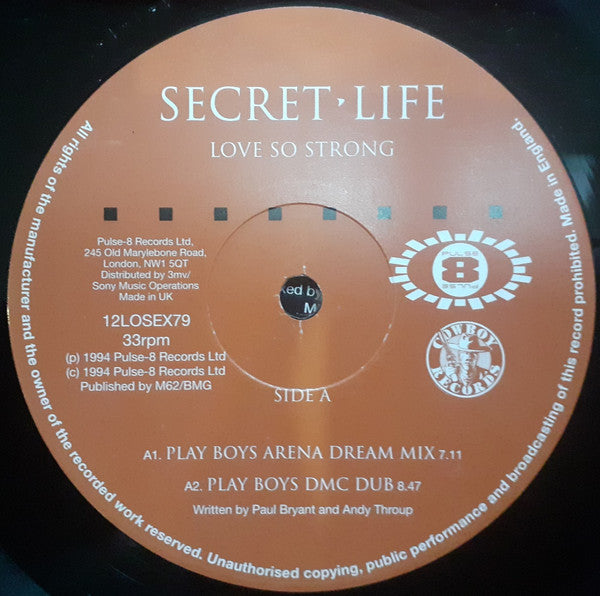 SECRET ❜ LIFE
LOVE SO STRONG
Pulse-8 Records Ltd,
245 Old Marylebone Road,
London, NW1 5QT
Distributed by 3mv/
Sony Music Operations
Made in UK
12LOSEX79
33rpm
(p) 1994 Pulse-8 Records Ltd
(c) 1994 Pulse-8 Records Ltd
Published by M62/BMG
PULSE
8
PULSE
COWBOY
RECORDS
ked by
M
SIDE A
A1. PLAY BOYS ARENA DREAM MIX 7.11
A2. PLAY BOYS DMC DUB 8.47
Written by Paul Bryant and Andy Throup
All rights of the manufacturer and the owner of the recorded work reserved. Unauthorised copying, public performance and broadcasting of this record prohibited. Made in England.